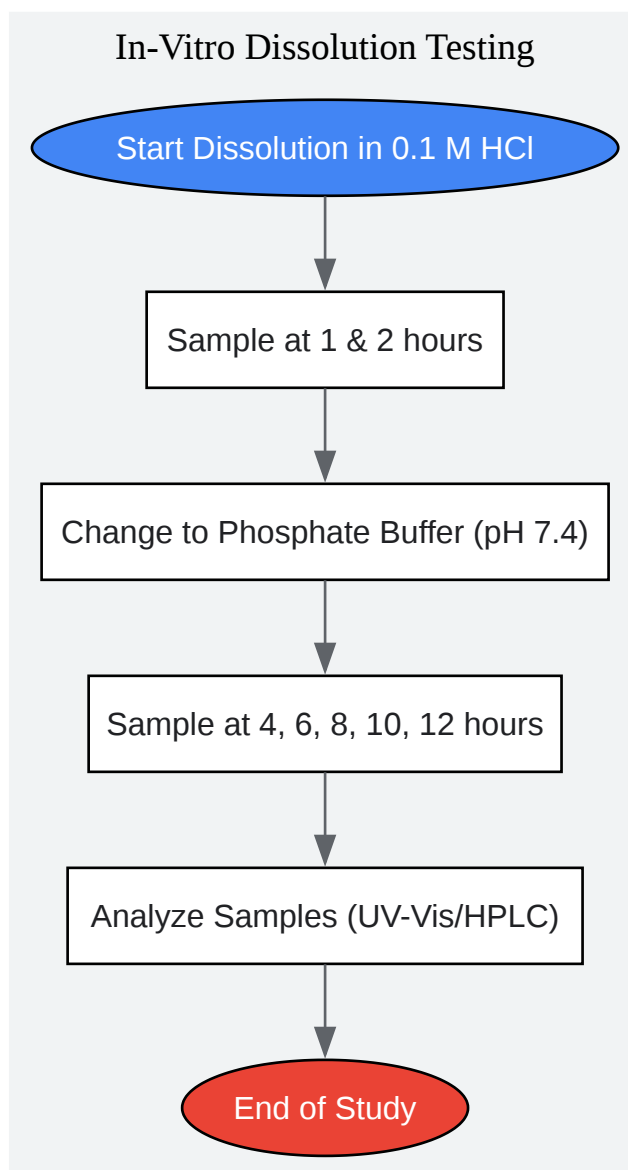 In-Vitro Dissolution Testing
Start Dissolution in 0.1 M HCl
Sample at 1 & 2 hours
Change to Phosphate Buffer (pH 7.4)
Sample at 4, 6, 8, 10, 12 hours
Analyze Samples (UV-Vis/HPLC)
End of Study